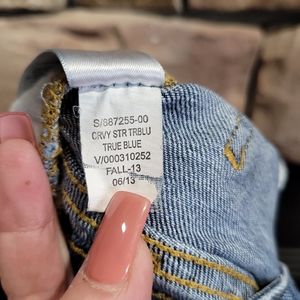 S/887255-00
CRVY STR TRBLU
TRUE BLUE
V/000310252
FALL-13
06/13